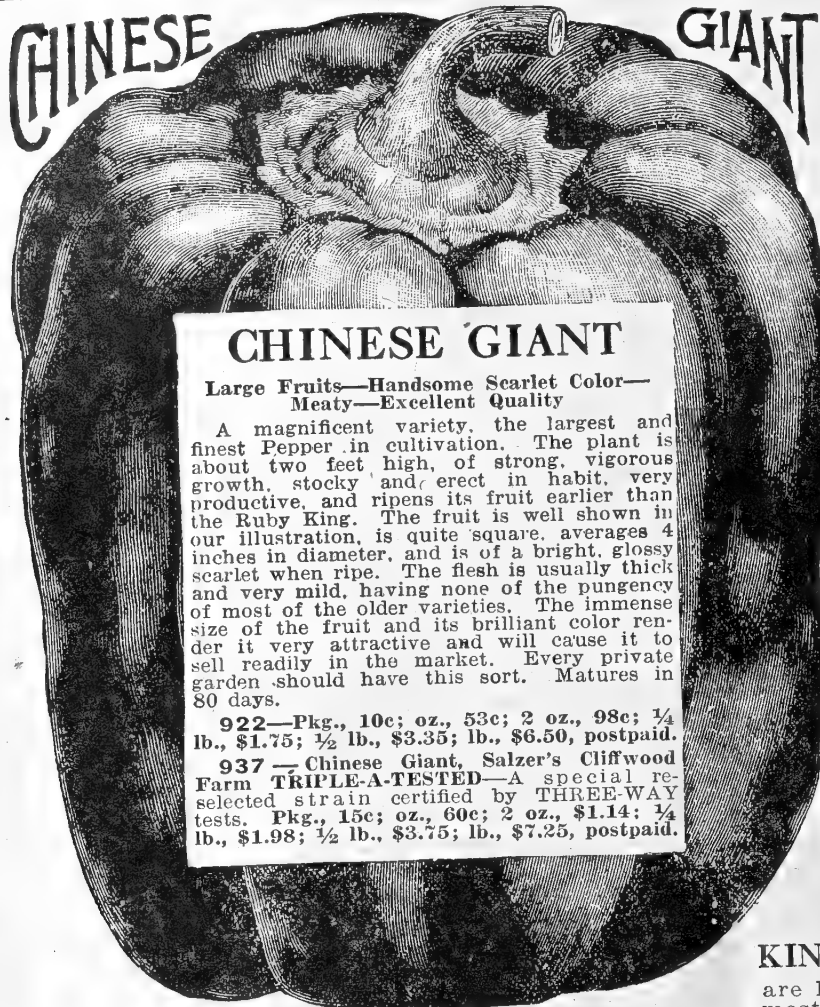 CHINESE GIANT
CHINESE GIANT
Large Fruits—Handsome Scarlet Color—
Meaty—Excellent Quality
A magnificent variety, the largest and
finest Pepper in cultivation. The plant is
about two feet high, of strong, vigorous
growth, stocky and erect in habit, very
productive, and ripens its fruit earlier than
the Ruby King. The fruit is well shown in
our illustration, is quite square, averages 4
inches in diameter, and is of a bright, glossy
scarlet when ripe. The flesh is usually thick
and very mild, having none of the pungency
of most of the older varieties. The immense
size of the fruit and its brilliant color ren-
der it very attractive and will cause it to
sell readily in the market. Every private
garden should have this sort. Matures in
80 days.
922—Pkg., 10c; oz., 53c; 2 oz., 98c; ¼
lb., $1.75; ½ lb., $3.35; lb., $6.50, postpaid.
937 — Chinese Giant, Salzer's Cliffwood
Farm TRIPLE-A-TESTED—A special re-
selected strain certified by THREE-WAY
tests. Pkg., 15c; oz., 60c; 2 oz., $1.14; ¼
lb., $1.98; ½ lb., $3.75; lb., $7.25, postpaid.
KIN
are